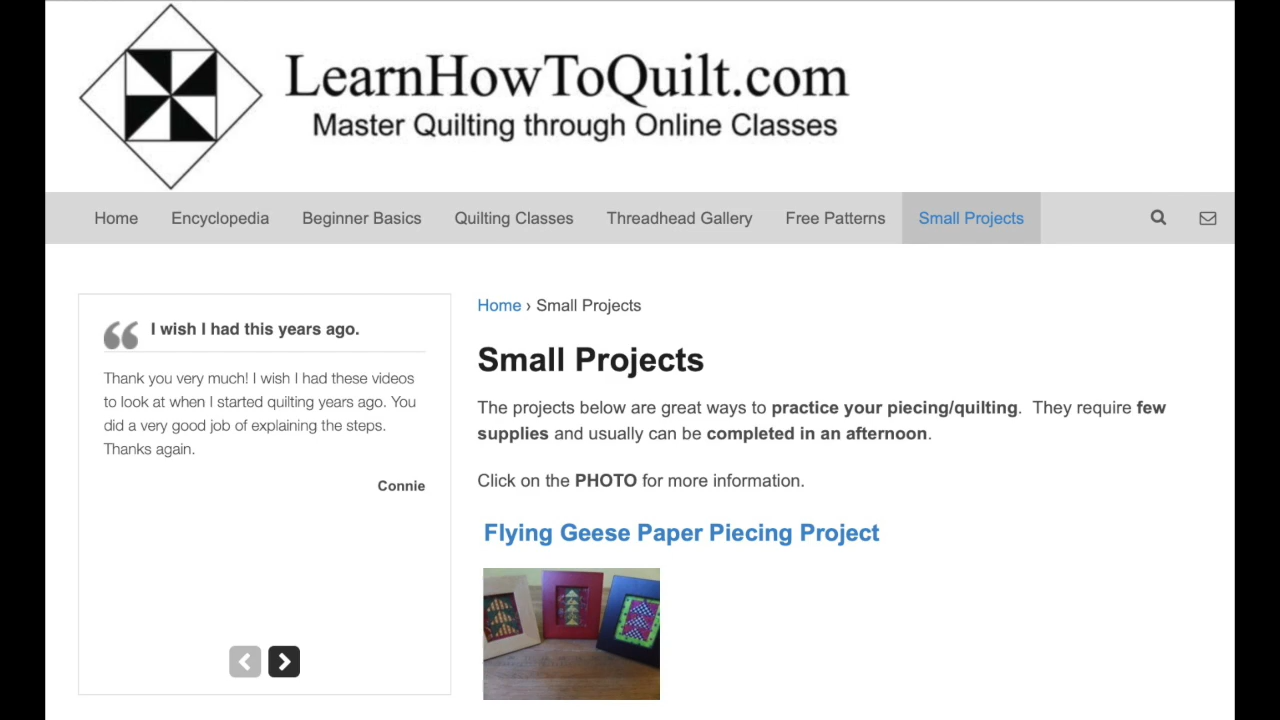 LearnHowToQuilt.com
Master Quilting through Online Classes
Home Encyclopedia Beginner Basics Quilting Classes Threadhead Gallery Free Patterns Small Projects
I wish I had this years ago.
Thank you very much! I wish I had these videos
to look at when I started quilting years ago. You
did a very good job of explaining the steps.
Thanks again.
Connie
Home › Small Projects
Small Projects
The projects below are great ways to practice your piecing/quilting. They require few
supplies and usually can be completed in an afternoon.
Click on the PHOTO for more information.
Flying Geese Paper Piecing Project